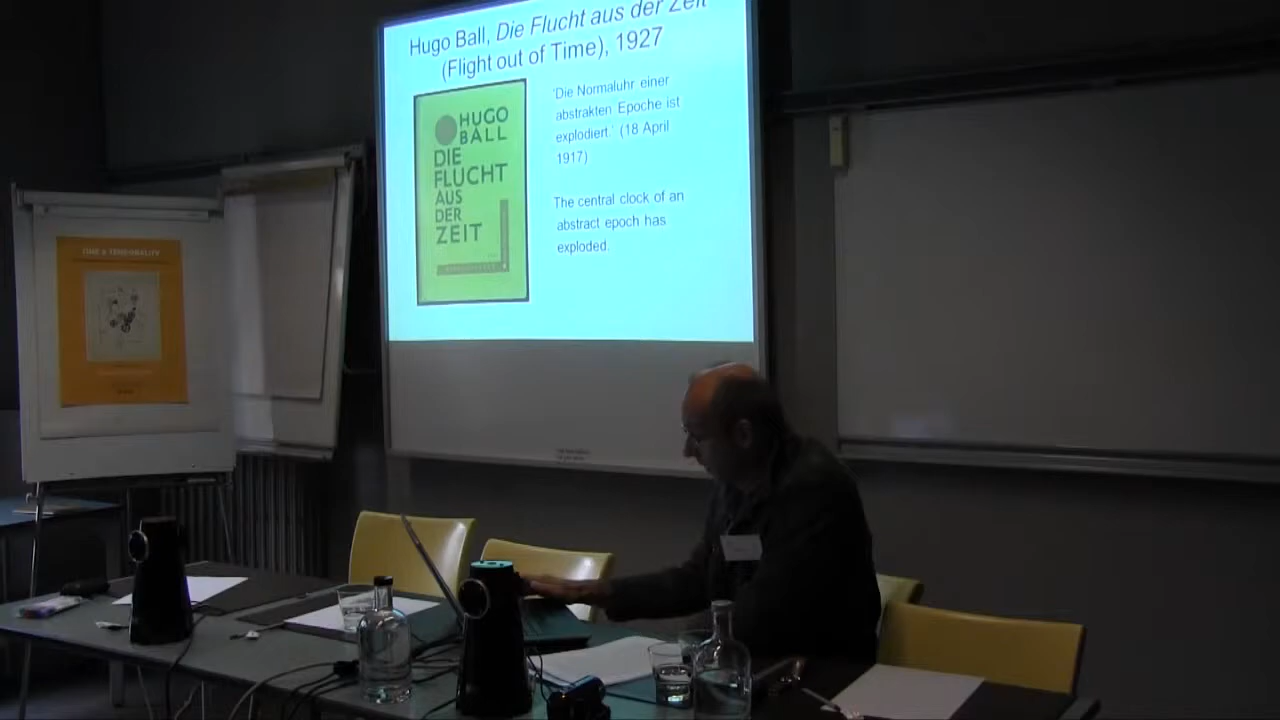 Hugo Ball, Die Flucht aus der Zeit
(Flight out of Time), 1927
HUGO
BALL
DIE
FLUCHT
AUS
DER
ZEIT
'Die Normaluhr einer
abstrakten Epoche ist
explodiert.' (18 April
1917)
The central clock of an
abstract epoch has
exploded.
TIME & TEMPORALITY